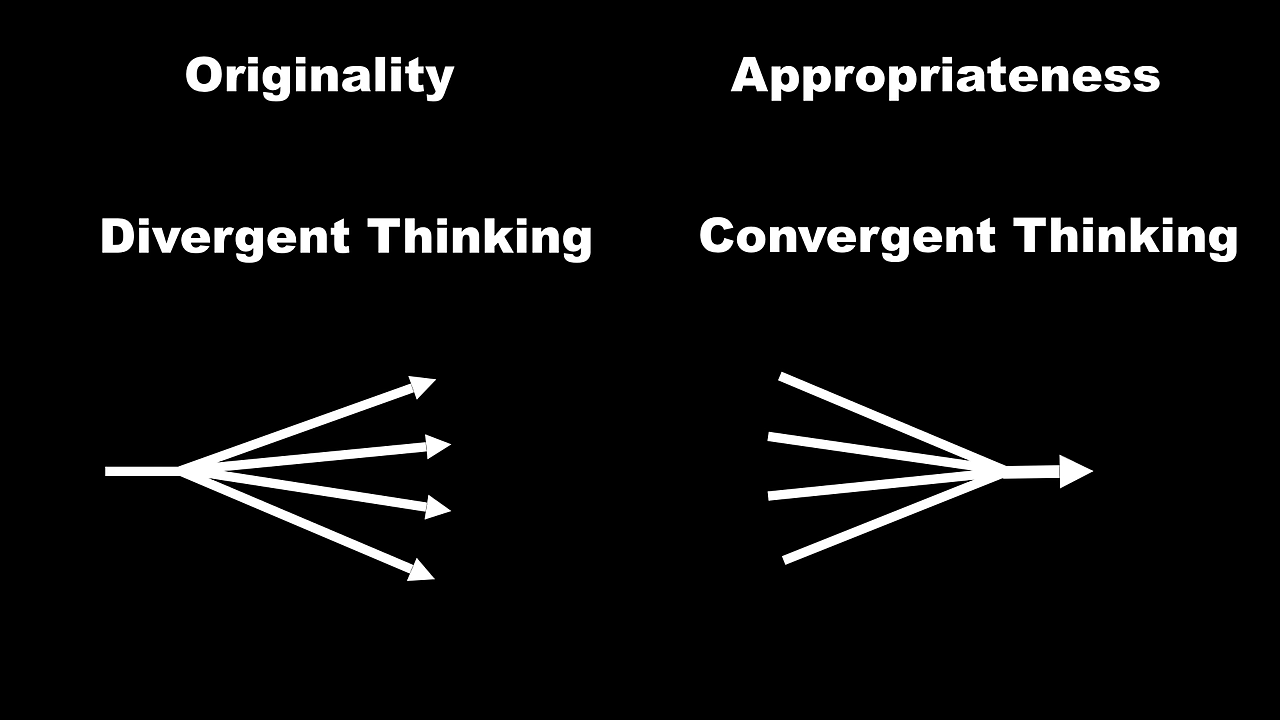 Originality
Appropriateness
Divergent Thinking
Convergent Thinking